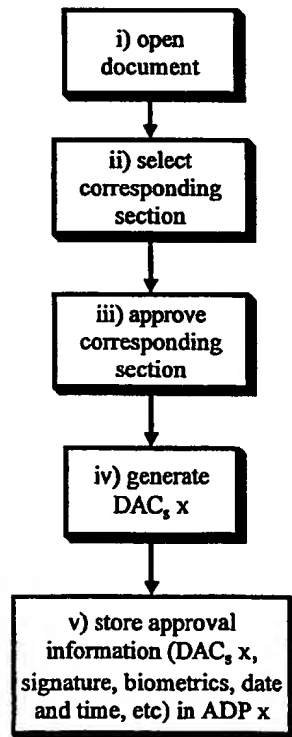 i) open
document
ii) select
corresponding
section
iii) approve
corresponding
section
iv) generate
DACs x
v) store approval
information (DACs x,
signature, biometrics, date
and time, etc) in ADP x